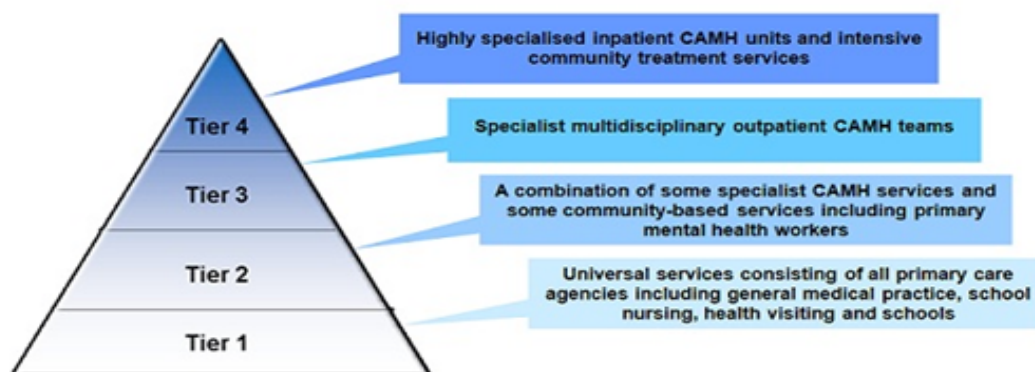 Highly specialised inpatient CAMH units and intensive
community treatment services
Tier 4
Specialist multidisciplinary outpatient CAMH teams
Tier 3
A combination of some specialist CAMH services and
some community-based services including primary
mental health workers
Tier 2
Universal services consisting of all primary care
agencies including general medical practice, school
nursing, health visiting and schools
Tier 1